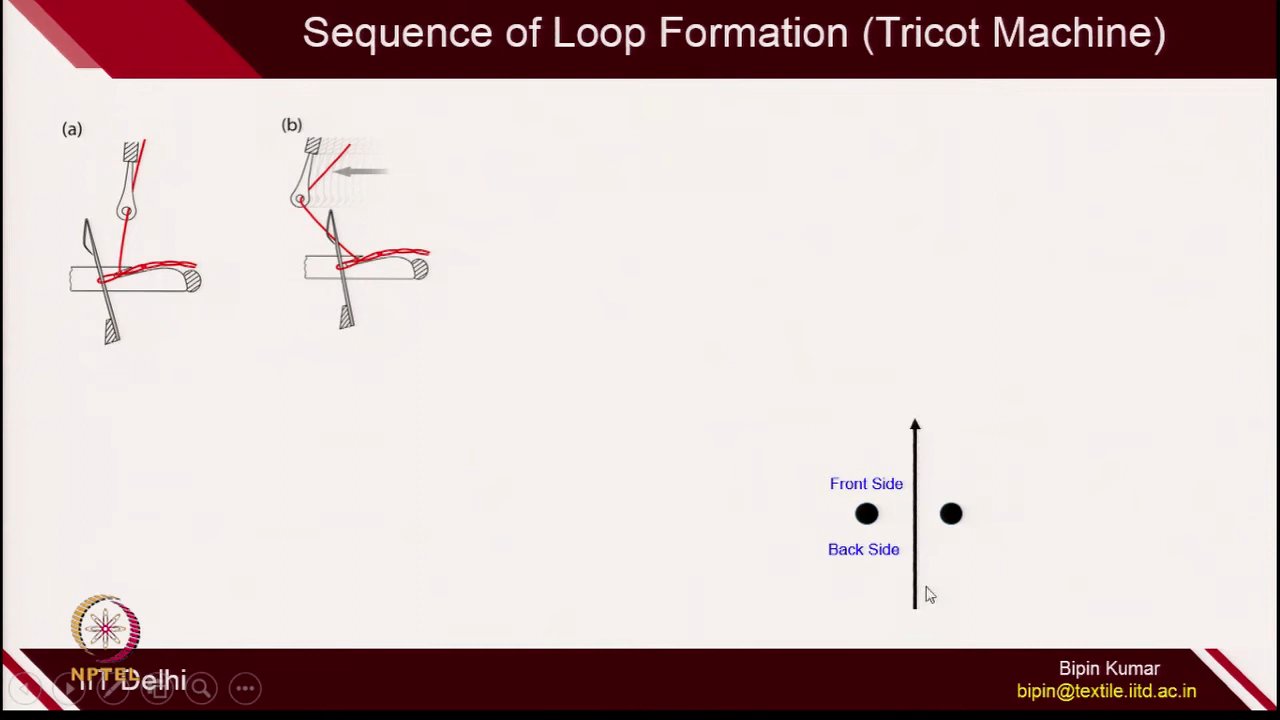 Sequence of Loop Formation (Tricot Machine)
(a)
(b)
Front Side
Back Side
NPTEL
IIT Delhi
Bipin Kumar
bipin@textile.iitd.ac.in